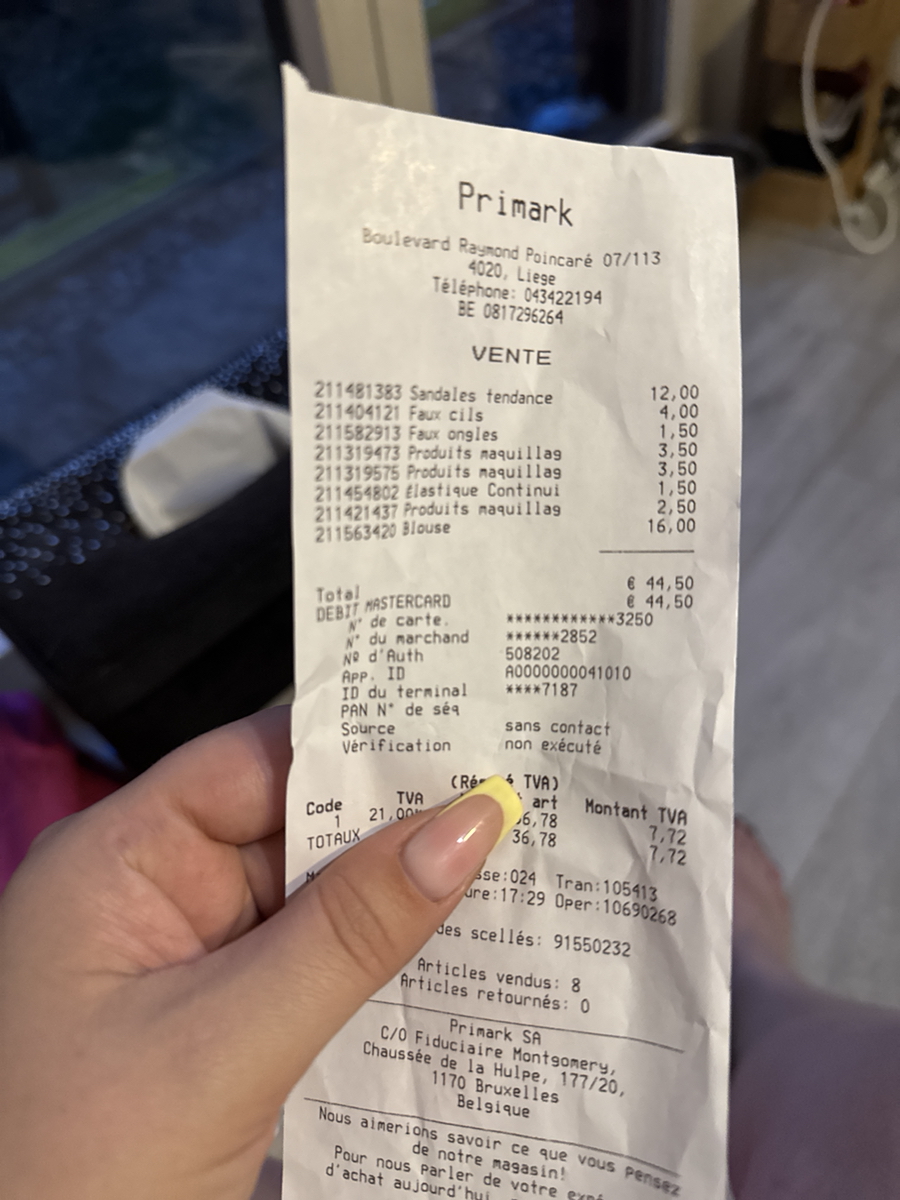 Primark
Boulevard Raymond Poincaré 07/113
4020, Liege
Téléphone: 043422194
BE 0817296264
VENTE
211481383 Sandales tendance 12,00
211404121 Faux cils 4,00
211582913 Faux ongles 1,50
211319473 Produits maquillag 3,50
211319575 Produits maquillag 3,50
211454802 Élastique Continui 1,50
211421437 Produits maquillag 2,50
211563420 Blouse 16,00
Total € 44,50
DEBIT MASTERCARD € 44,50
N° de carte. ************3250
N° du marchand ******2852
Nº d'Auth 508202
App. ID A0000000041010
ID du terminal ****7187
PAN N° de séq
Source sans contact
Vérification non exécuté
TVA)
Code TVA art Montant TVA
1 21,00 36,78 7,72
TOTAUX 36,78 7,72
sse:024 Tran:105413
ure:17:29 Oper:10690268
des scellés: 91550232
Articles vendus: 8
Articles retournés: 0
Primark SA
C/O Fiduciaire Montgomery,
Chaussée de la Hulpe, 177/20,
1170 Bruxelles
Belgique
Nous aimerions savoir ce que vous pensez
de notre magasin!
Pour nous parler de votre expé
d'achat aujourd'hui